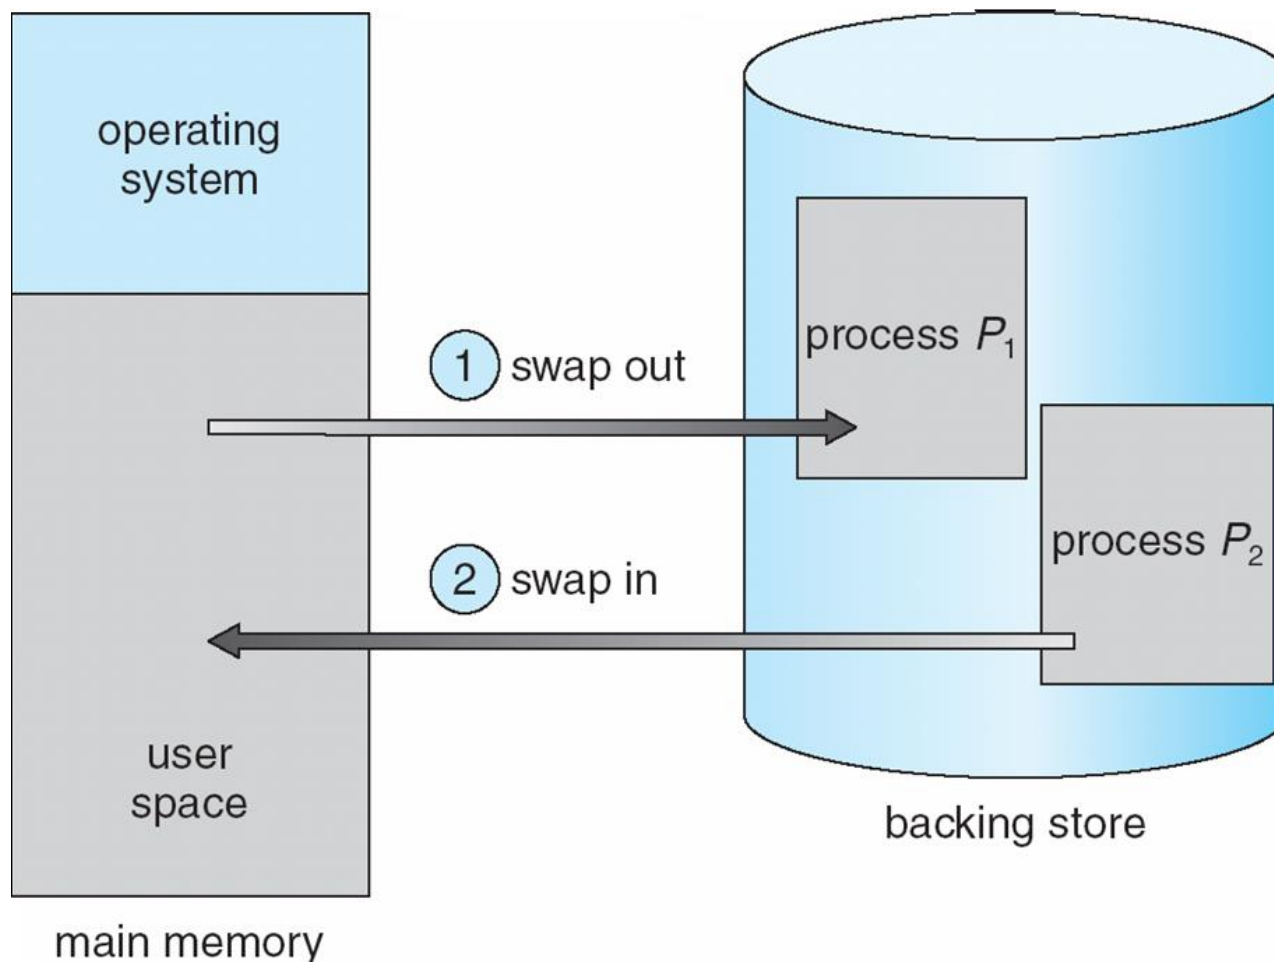 operating
system
1 swap out
process P1
2 swap in
process P2
user
space
backing store
main memory